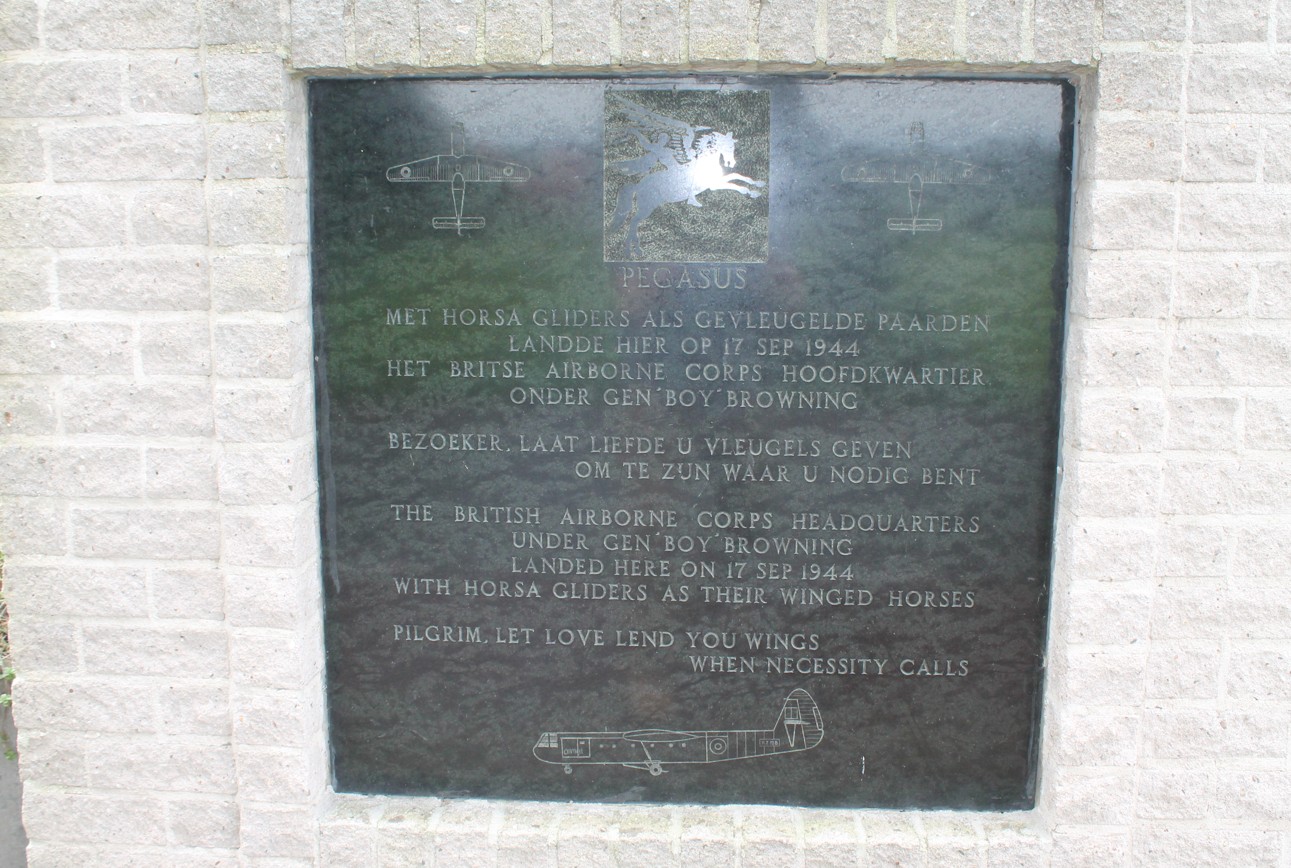 PEGASUS
MET HORSA GLIDERS ALS GEVLEUGELDE PAARDEN
LANDDE HIER OP 17 SEP 1944
HET BRITSE AIRBORNE CORPS HOOFDKWARTIER
ONDER GEN "BOY" BROWNING
BEZOEKER, LAAT LIEFDE U VLEUGELS GEVEN
OM TE ZIJN WAAR U NODIG BENT
THE BRITISH AIRBORNE CORPS HEADQUARTERS
UNDER GEN "BOY" BROWNING
LANDED HERE ON 17 SEP 1944
WITH HORSA GLIDERS AS THEIR WINGED HORSES
PILGRIM, LET LOVE LEND YOU WINGS
WHEN NECESSITY CALLS